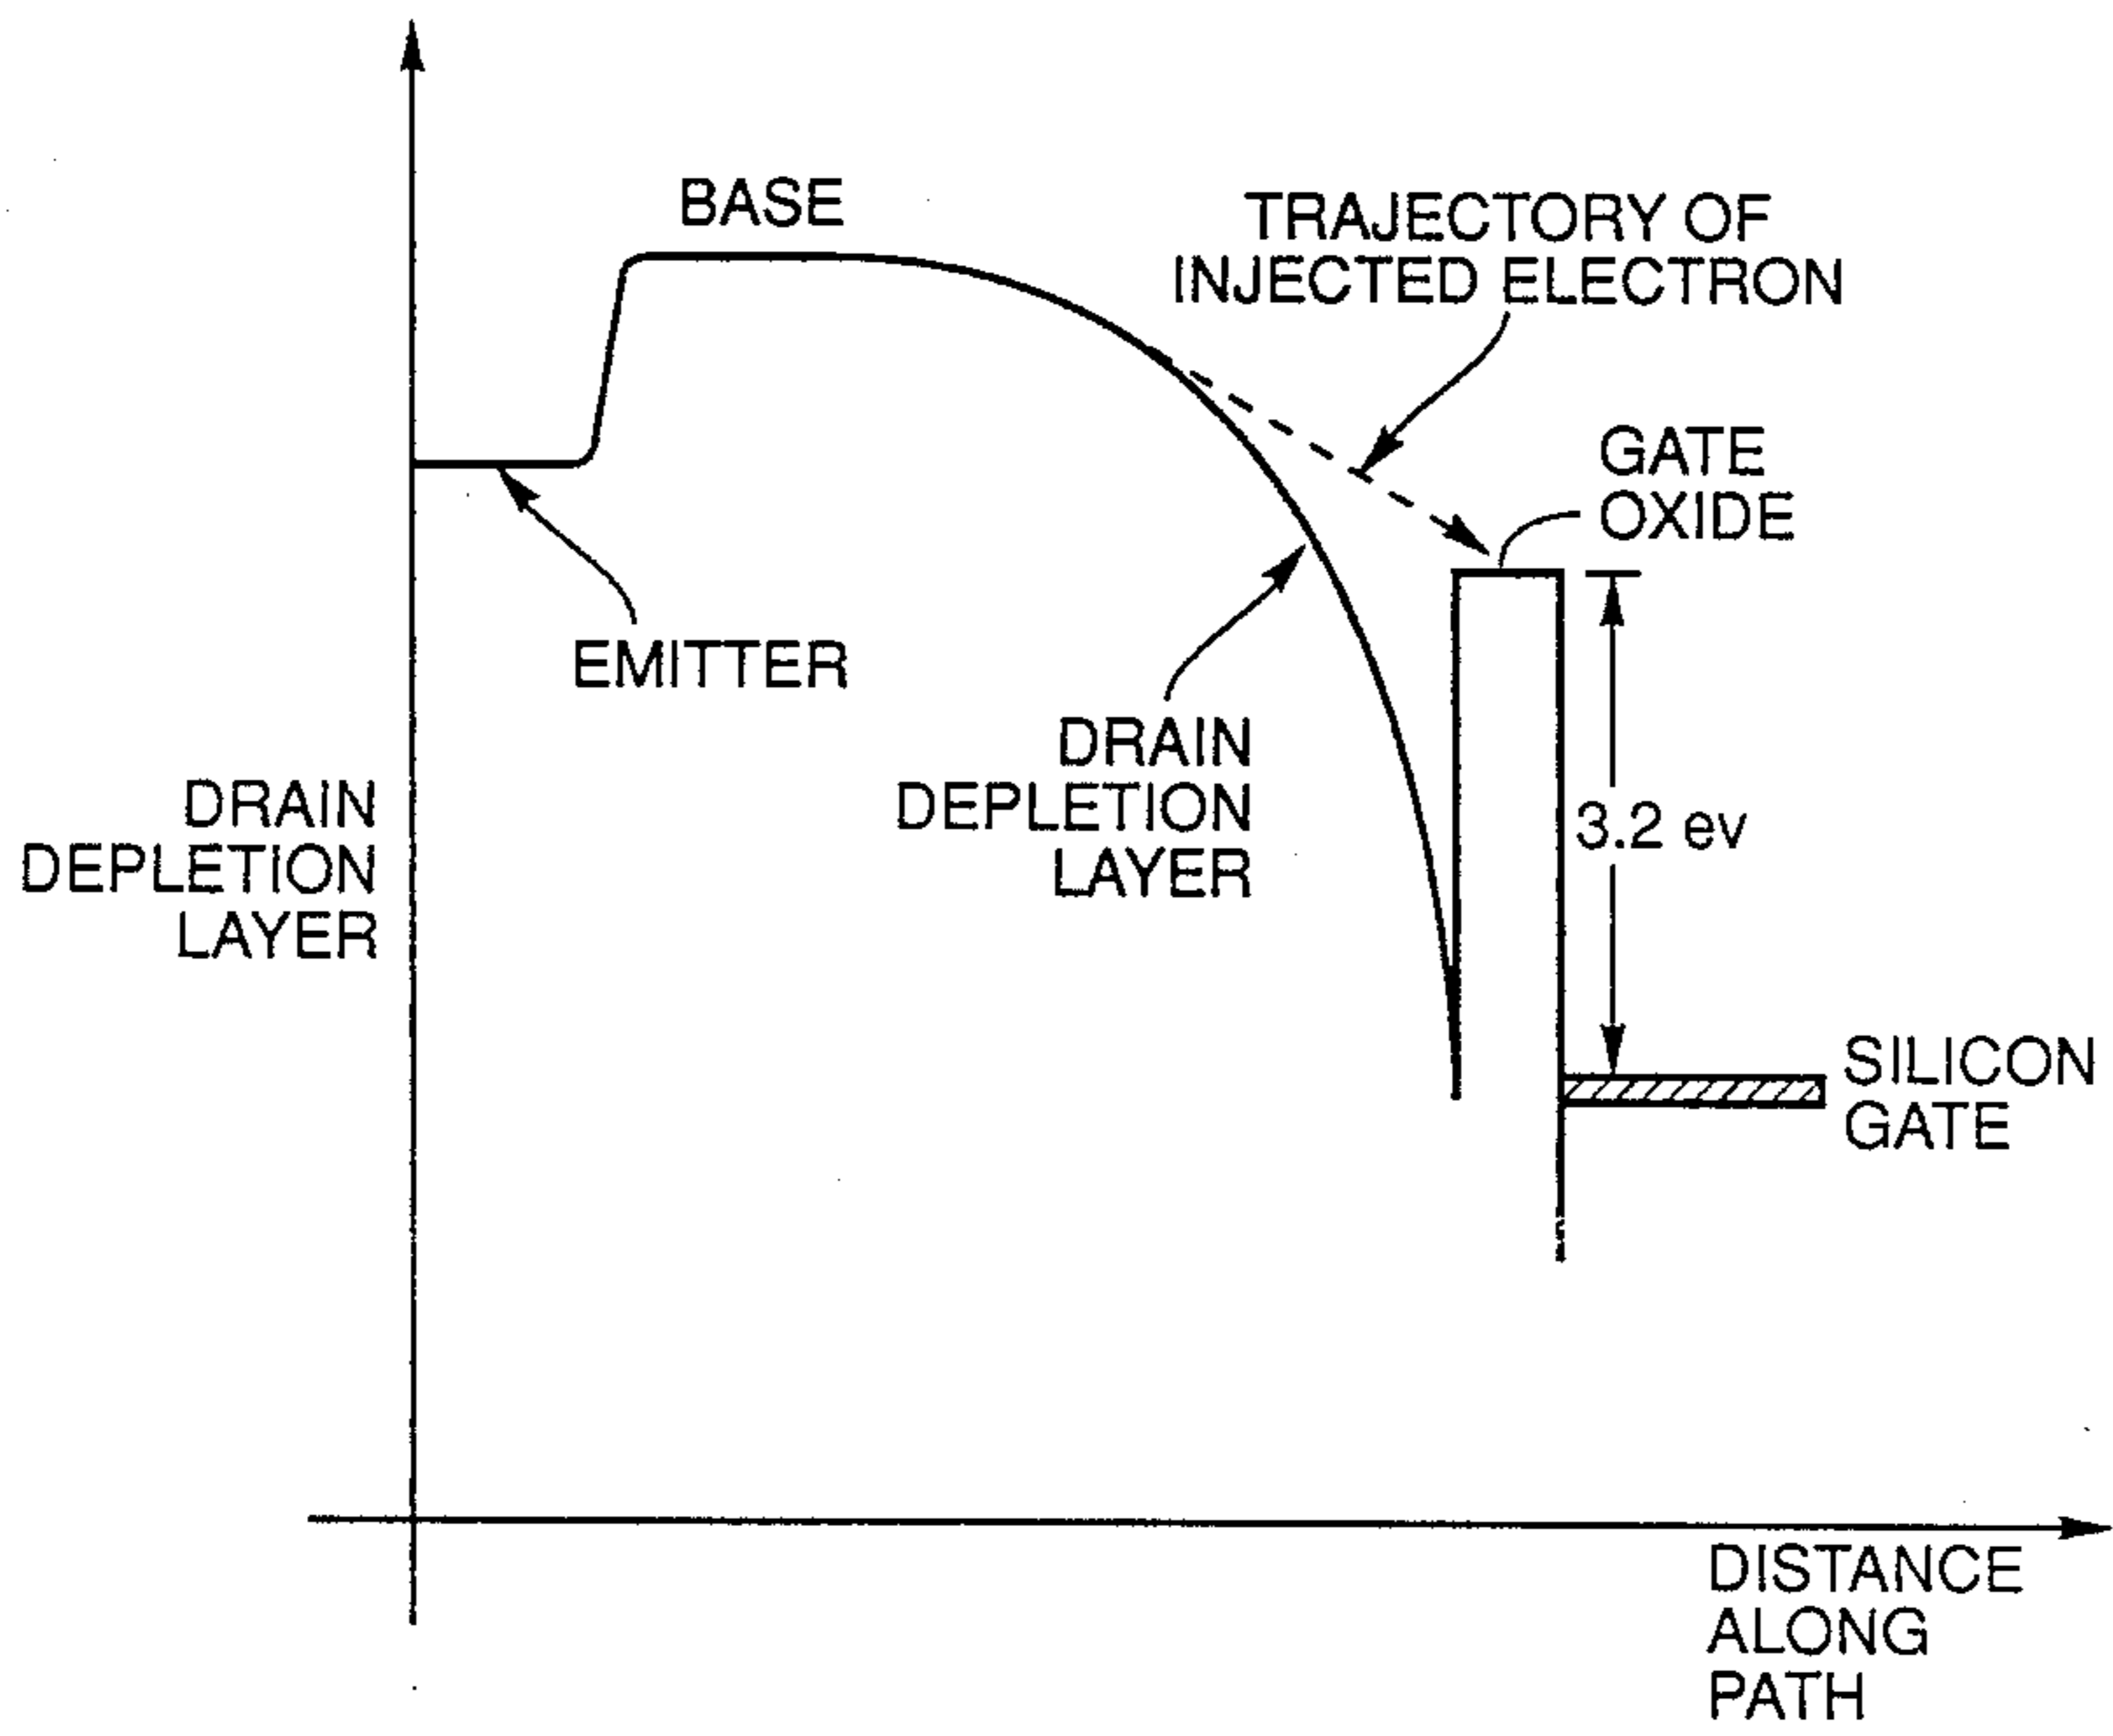 BASE
TRAJECTORY OF
INJECTED ELECTRON
GATE
OXIDE
EMITTER
DRAIN
DEPLETION
LAYER
DRAIN
DEPLETION
LAYER
3.2 ev
SILICON
GATE
DISTANCE
ALONG
PATH